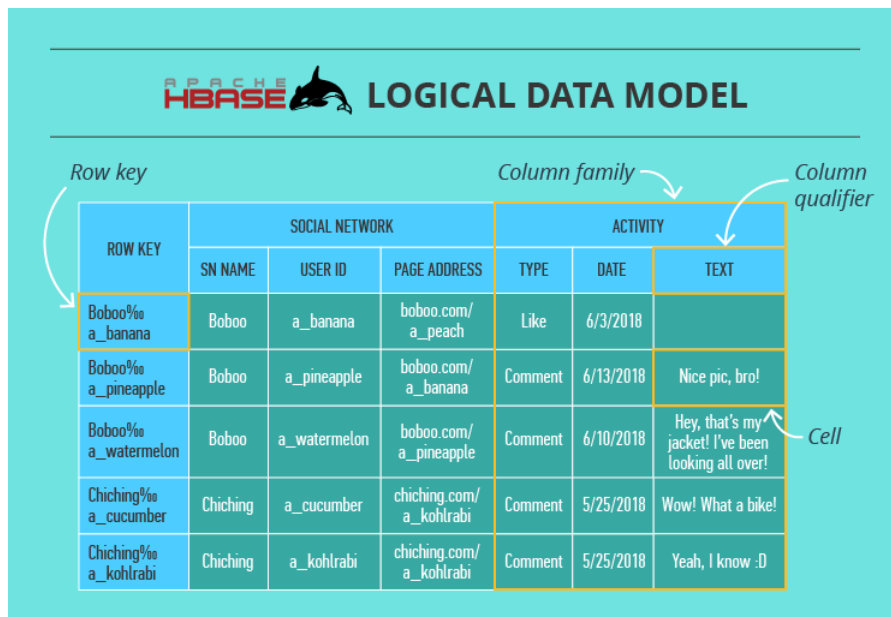 APACHE
HBASE LOGICAL DATA MODEL
Row key
Column family
Column
qualifier
ROW KEY
SOCIAL NETWORK
ACTIVITY
SN NAME
USER ID
PAGE ADDRESS
TYPE
DATE
TEXT
Boboo‱
a_banana
Boboo
a_banana
boboo.com/
a_peach
Like
6/3/2018
Boboo‱
a_pineapple
Boboo
a_pineapple
boboo.com/
a_banana
Comment
6/13/2018
Nice pic, bro!
Boboo‱
a_watermelon
Boboo
a_watermelon
boboo.com/
a_pineapple
Comment
6/10/2018
Hey, that's my
jacket! I've been
looking all over!
Cell
Chiching‱
a_cucumber
Chiching
a_cucumber
chiching.com/
a_kohlrabi
Comment
5/25/2018
Wow! What a bike!
Chiching‱
a_kohlrabi
Chiching
a_kohlrabi
chiching.com/
a_kohlrabi
Comment
5/25/2018
Yeah, I know :D